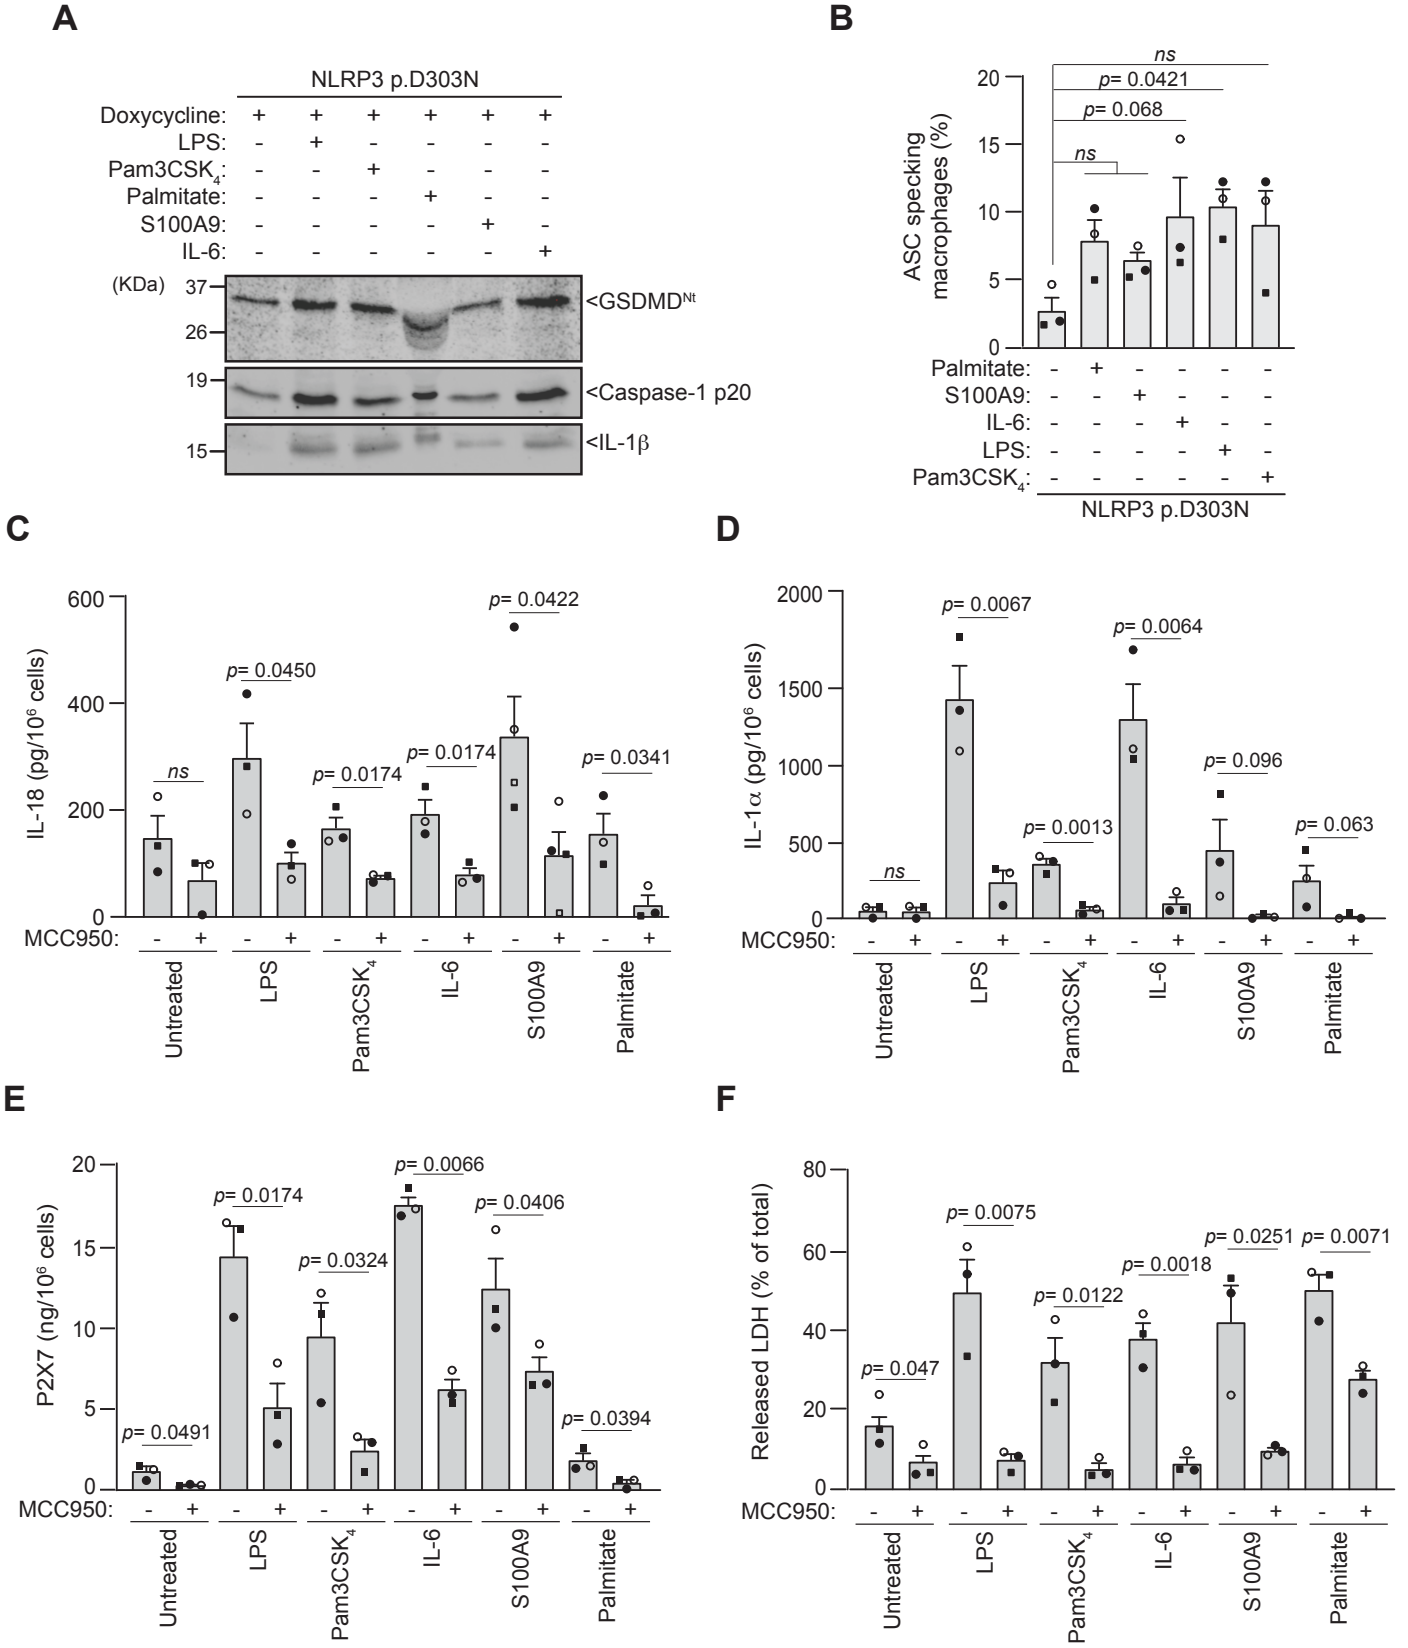 A
NLRP3 p.D303N
Doxycycline: + + + + + +
LPS: - + - - - -
Pam3CSK4: - - + - - -
Palmitate: - - - + - -
S100A9: - - - - + -
IL-6: - - - - - +
(KDa)
37
26
<GSDMDNt
19
<Caspase-1 p20
15
<IL-1β
B
ns
p= 0.0421
p= 0.068
ns
ASC specking
macrophages (%)
20
15
10
5
0
Palmitate: - + - - - -
S100A9: - - + - - -
IL-6: - - - + - -
LPS: - - - - + -
Pam3CSK4: - - - - - +
NLRP3 p.D303N
C
IL-18 (pg/10⁶ cells)
600
400
200
0
ns
p= 0.0450
p= 0.0174
p= 0.0174
p= 0.0422
p= 0.0341
MCC950: - + - + - + - + - + - +
Untreated
LPS
Pam3CSK4
IL-6
S100A9
Palmitate
D
IL-1α (pg/10⁶ cells)
2000
1500
1000
500
0
ns
p= 0.0067
p= 0.0013
p= 0.0064
p= 0.096
p= 0.063
MCC950: - + - + - + - + - + - +
Untreated
LPS
Pam3CSK4
IL-6
S100A9
Palmitate
E
P2X7 (ng/10⁶ cells)
20
15
10
5
0
p= 0.0491
p= 0.0174
p= 0.0324
p= 0.0066
p= 0.0406
p= 0.0394
MCC950: - + - + - + - + - + - +
Untreated
LPS
Pam3CSK4
IL-6
S100A9
Palmitate
F
Released LDH (% of total)
80
60
40
20
0
p= 0.047
p= 0.0075
p= 0.0122
p= 0.0018
p= 0.0251
p= 0.0071
MCC950: - + - + - + - + - + - +
Untreated
LPS
Pam3CSK4
IL-6
S100A9
Palmitate